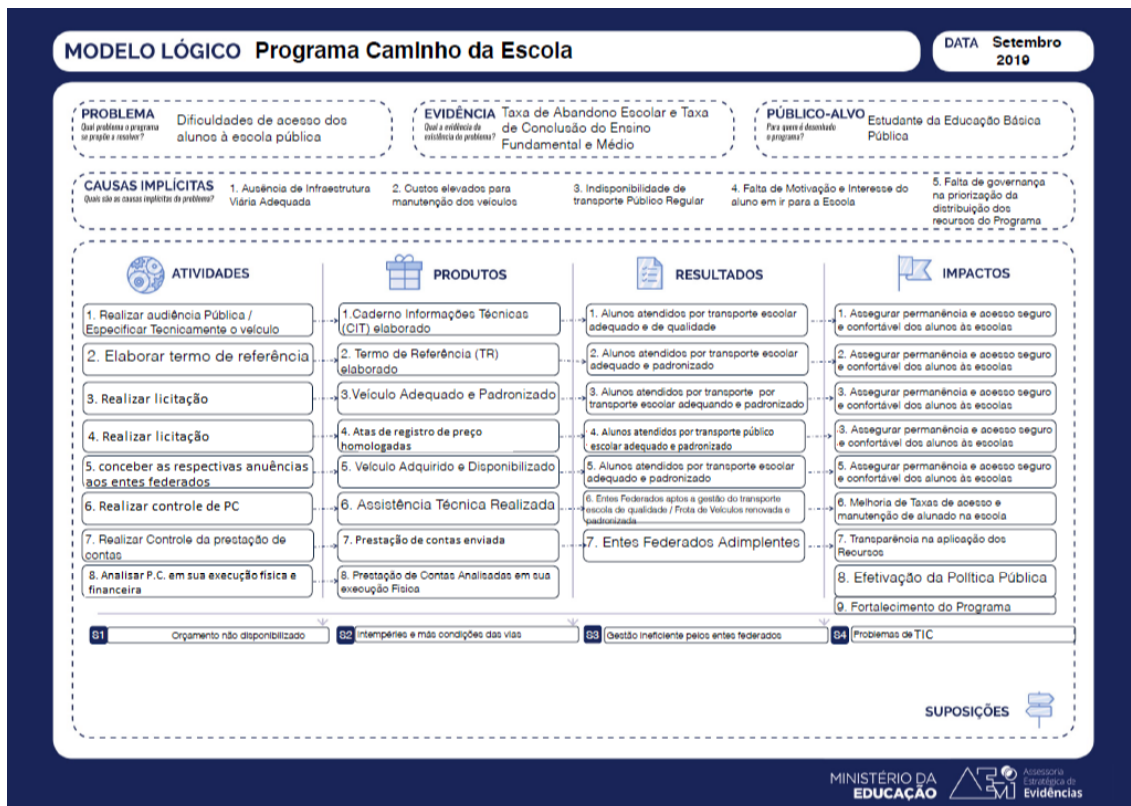 MODELO LÓGICO Programa Caminho da Escola
DATA Setembro
2019
PROBLEMA
Qual problema o programa
se propõe a resolver?
Dificuldades de acesso dos
alunos à escola pública
EVIDÊNCIA
Qual a evidência da
existência do problema?
Taxa de Abandono Escolar e Taxa
de Conclusão do Ensino
Fundamental e Médio
PÚBLICO-ALVO
Para quem é desenhado
o programa?
Estudante da Educação Básica
Pública
CAUSAS IMPLÍCITAS
Quais são as causas implícitas do problema?
1. Ausência de Infraestrutura
Viária Adequada
2. Custos elevados para
manutenção dos veículos
3. Indisponibilidade de
transporte Público Regular
4. Falta de Motivação e Interesse do
aluno em ir para a Escola
5. Falta de governança
na priorização da
distribuição dos
recursos do Programa
ATIVIDADES
1. Realizar audiência Pública /
Especificar Tecnicamente o veículo
2. Elaborar termo de referência
3. Realizar licitação
4. Realizar licitação
5. conceber as respectivas anuências
aos entes federados
6. Realizar controle de PC
7. Realizar Controle da prestação de
contas
8. Analisar P.C. em sua execução física e
financeira
PRODUTOS
1.Caderno Informações Técnicas
(CIT) elaborado
2. Termo de Referência (TR)
elaborado
3.Veículo Adequado e Padronizado
4. Atas de registro de preço
homologadas
5. Veículo Adquirido e Disponibilizado
6. Assistência Técnica Realizada
7. Prestação de contas enviada
8. Prestação de Contas Analisadas em sua
execução Física
RESULTADOS
1. Alunos atendidos por transporte escolar
adequado e de qualidade
2. Alunos atendidos por transporte escolar
adequado e padronizado
3. Alunos atendidos por transporte por
transporte escolar adequando e padronizado
4. Alunos atendidos por transporte público
escolar adequado e padronizado
5. Alunos atendidos por transporte escolar
adequado e padronizado
6. Entes Federados aptos a gestão do transporte
escola de qualidade / Frota de Veículos renovada e
padronizada
7. Entes Federados Adimplentes
IMPACTOS
1. Assegurar permanência e acesso seguro
e confortável dos alunos às escolas
2. Assegurar permanência e acesso seguro
e confortável dos alunos às escolas
3. Assegurar permanência e acesso seguro
e confortável dos alunos às escolas
3. Assegurar permanência e acesso seguro
e confortável dos alunos às escolas
5. Assegurar permanência e acesso seguro
e confortável dos alunos às escolas
6. Melhoria de Taxas de acesso e
manutenção de alunado na escola
7. Transparência na aplicação dos
Recursos
8. Efetivação da Política Pública
9. Fortalecimento do Programa
S1 Orçamento não disponibilizado
S2 Intempéries e más condições das vias
S3 Gestão Ineficiente pelos entes federados
S4 Problemas de TIC
SUPOSIÇÕES
MINISTÉRIO DA
EDUCAÇÃO
Assessoria
Estratégica de
Evidências